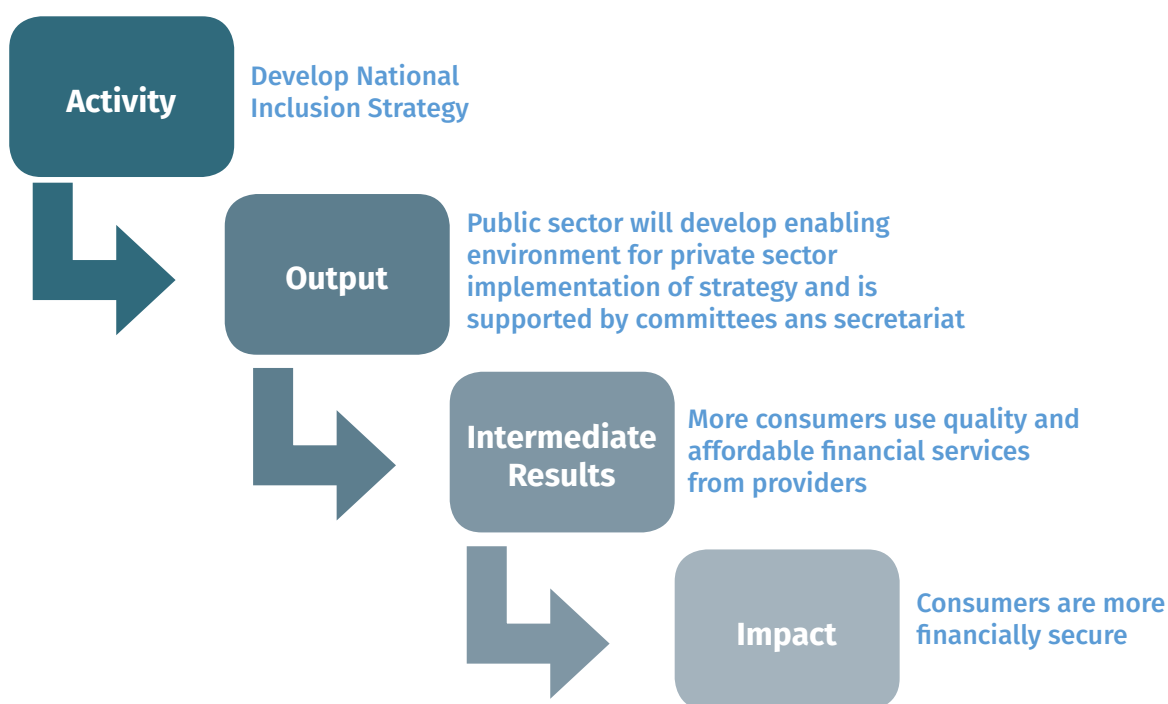 Activity
Develop National
Inclusion Strategy
Output
Public sector will develop enabling
environment for private sector
implementation of strategy and is
supported by committees ans secretariat
Intermediate
Results
More consumers use quality and
affordable financial services
from providers
Impact
Consumers are more
financially secure